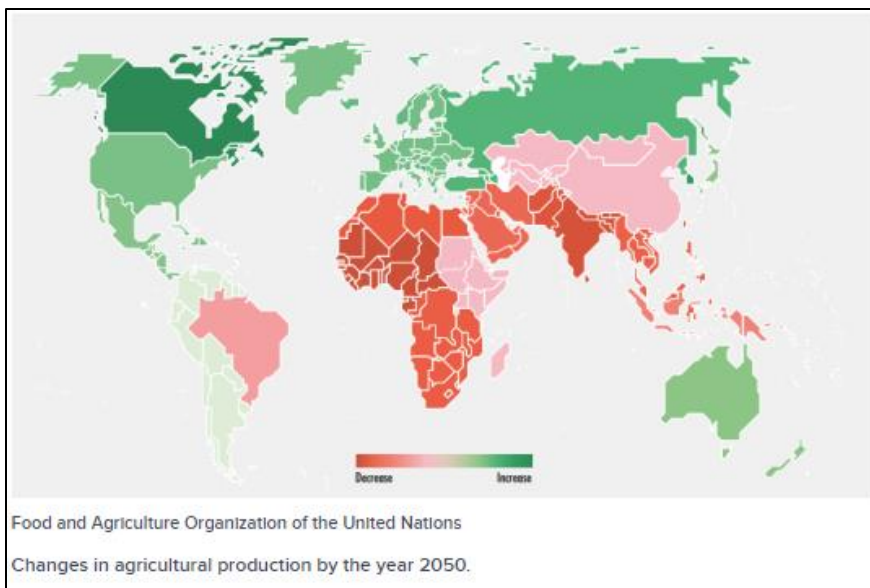 Decrease
Increase
Food and Agriculture Organization of the United Nations
Changes in agricultural production by the year 2050.